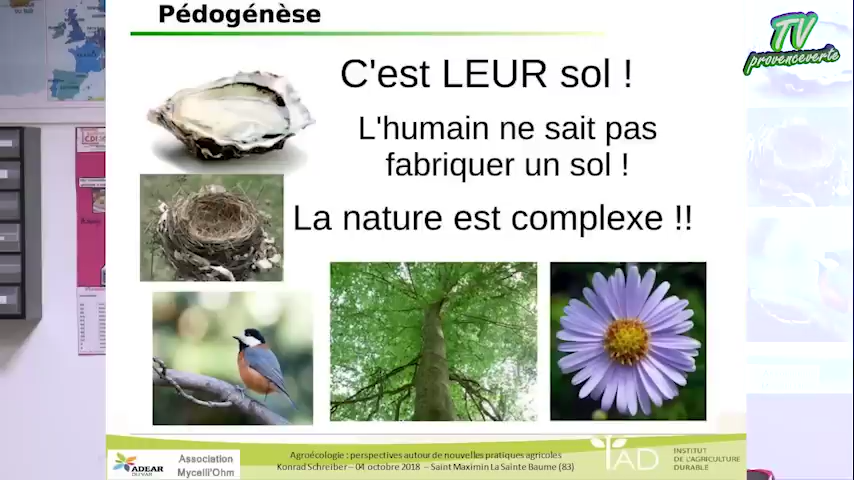 Pédogénèse
TV
provenceverte
C'est LEUR sol !
L'humain ne sait pas
fabriquer un sol !
La nature est complexe !!
ADEAR
DU VAR
Association
Mycelli'Ohm
Agroécologie : perspectives autour de nouvelles pratiques agricoles
Konrad Schreiber – 04 octobre 2018 – Saint Maximin La Sainte Baume (83)
IAD
INSTITUT
DE L'AGRICULTURE
DURABLE